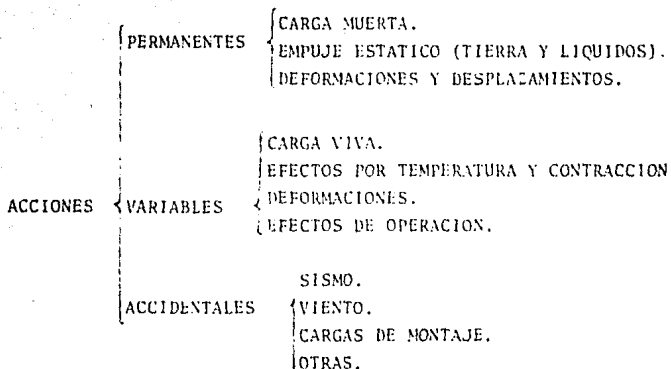 CARGA MUERTA.
PERMANENTES
EMPUJE ESTATICO (TIERRA Y LIQUIDOS).
DEFORMACIONES Y DESPLAZAMIENTOS.
CARGA VIVA.
EFECTOS POR TEMPERATURA Y CONTRACCION
ACCIONES VARIABLES DEFORMACIONES.
EFECTOS DE OPERACION.
SISMO.
ACCIDENTALES VIENTO.
CARGAS DE MONTAJE.
OTRAS.